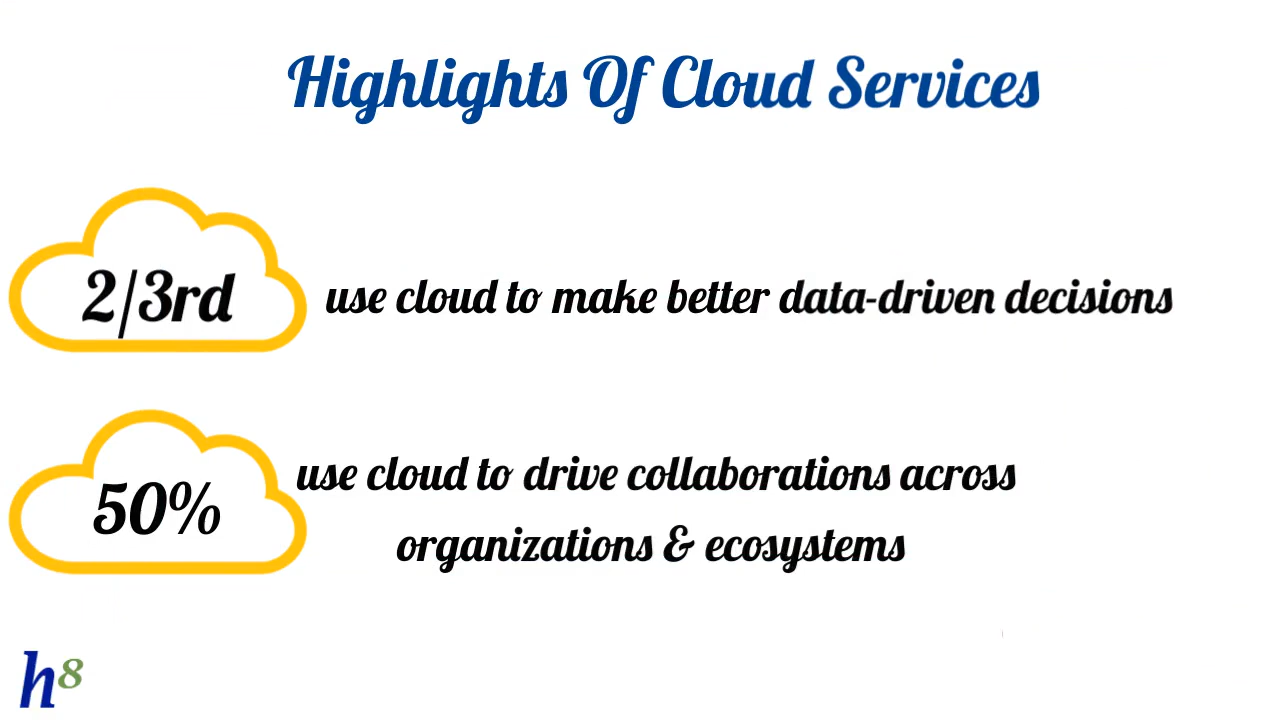 Highlights Of Cloud Services
2/3rd
use cloud to make better data-driven decisions
50%
use cloud to drive collaborations across
organizations & ecosystems
h8